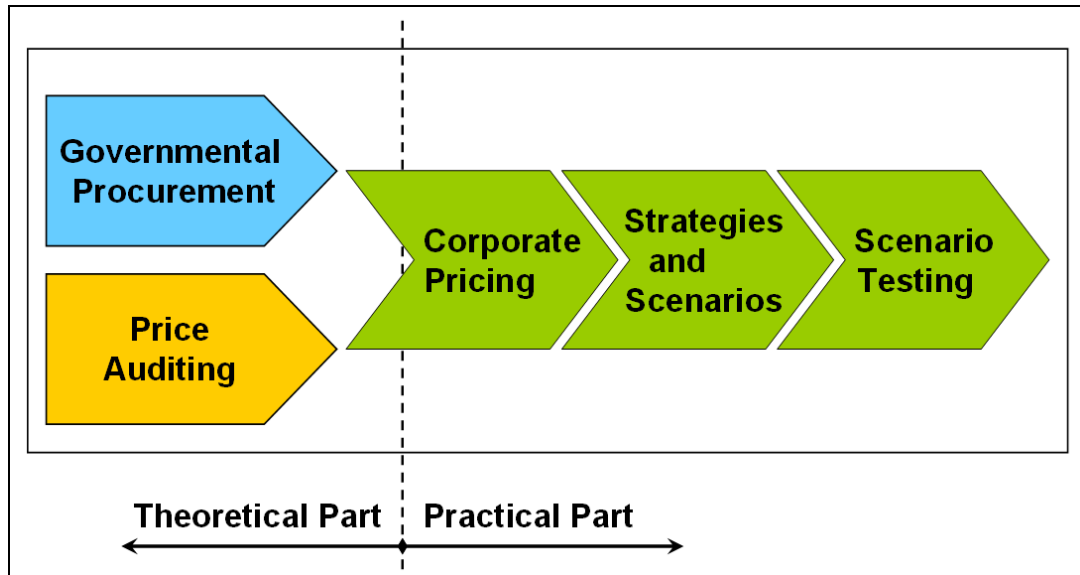 Governmental
Procurement
Price
Auditing
Corporate
Pricing
Strategies
and
Scenarios
Scenario
Testing
Theoretical Part
Practical Part